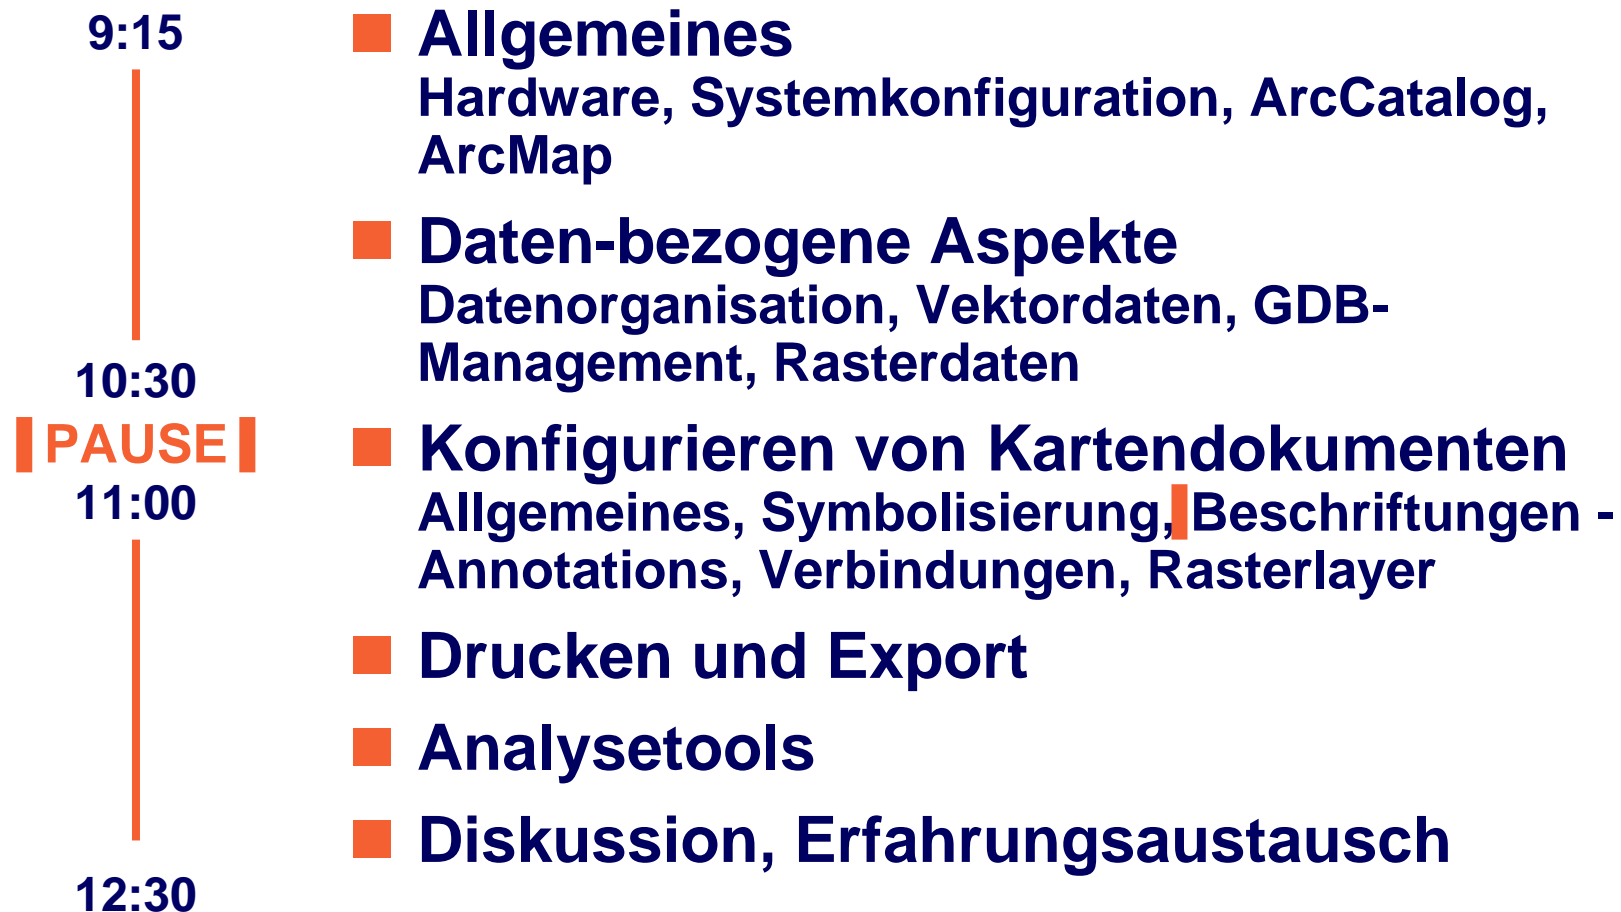 9:15
10:30
PAUSE
11:00
12:30
Allgemeines
Hardware, Systemkonfiguration, ArcCatalog,
ArcMap
Daten-bezogene Aspekte
Datenorganisation, Vektordaten, GDB-
Management, Rasterdaten
Konfigurieren von Kartendokumenten
Allgemeines, Symbolisierung, Beschriftungen -
Annotations, Verbindungen, Rasterlayer
Drucken und Export
Analysetools
Diskussion, Erfahrungsaustausch